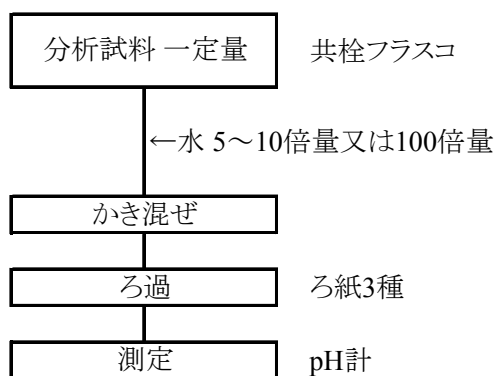 分析試料 一定量 共栓フラスコ
←水 5～10倍量又は100倍量
かき混ぜ
ろ過 ろ紙3種
測定 pH計